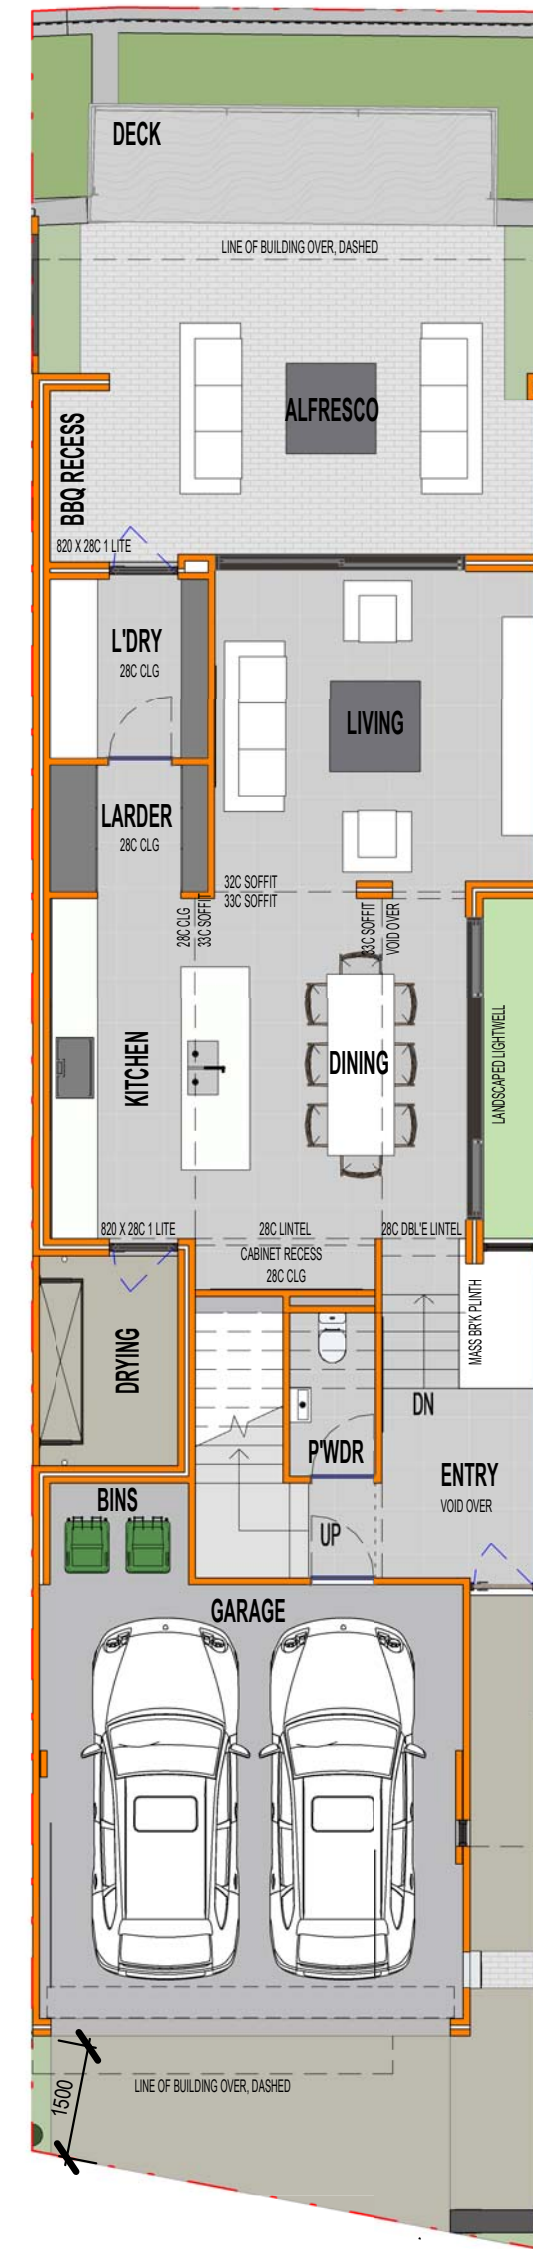 DECK
LINE OF BUILDING OVER, DASHED
ALFRESCO
BBQ RECESS
820 X 28C 1 LITE
L'DRY
28C CLG
LIVING
LARDER
28C CLG
32C SOFFIT
33C SOFFIT
28C CLG
33C SOFFIT
33C SOFFIT
VOID OVER
KITCHEN
DINING
LANDSCAPED LIGHTWELL
820 X 28C 1 LITE
28C LINTEL
28C DBL'E LINTEL
CABINET RECESS
28C CLG
MASS BR'K PLINTH
DRYING
DN
P'WDR
ENTRY
VOID OVER
BINS
UP
GARAGE
LINE OF BUILDING OVER, DASHED
1500